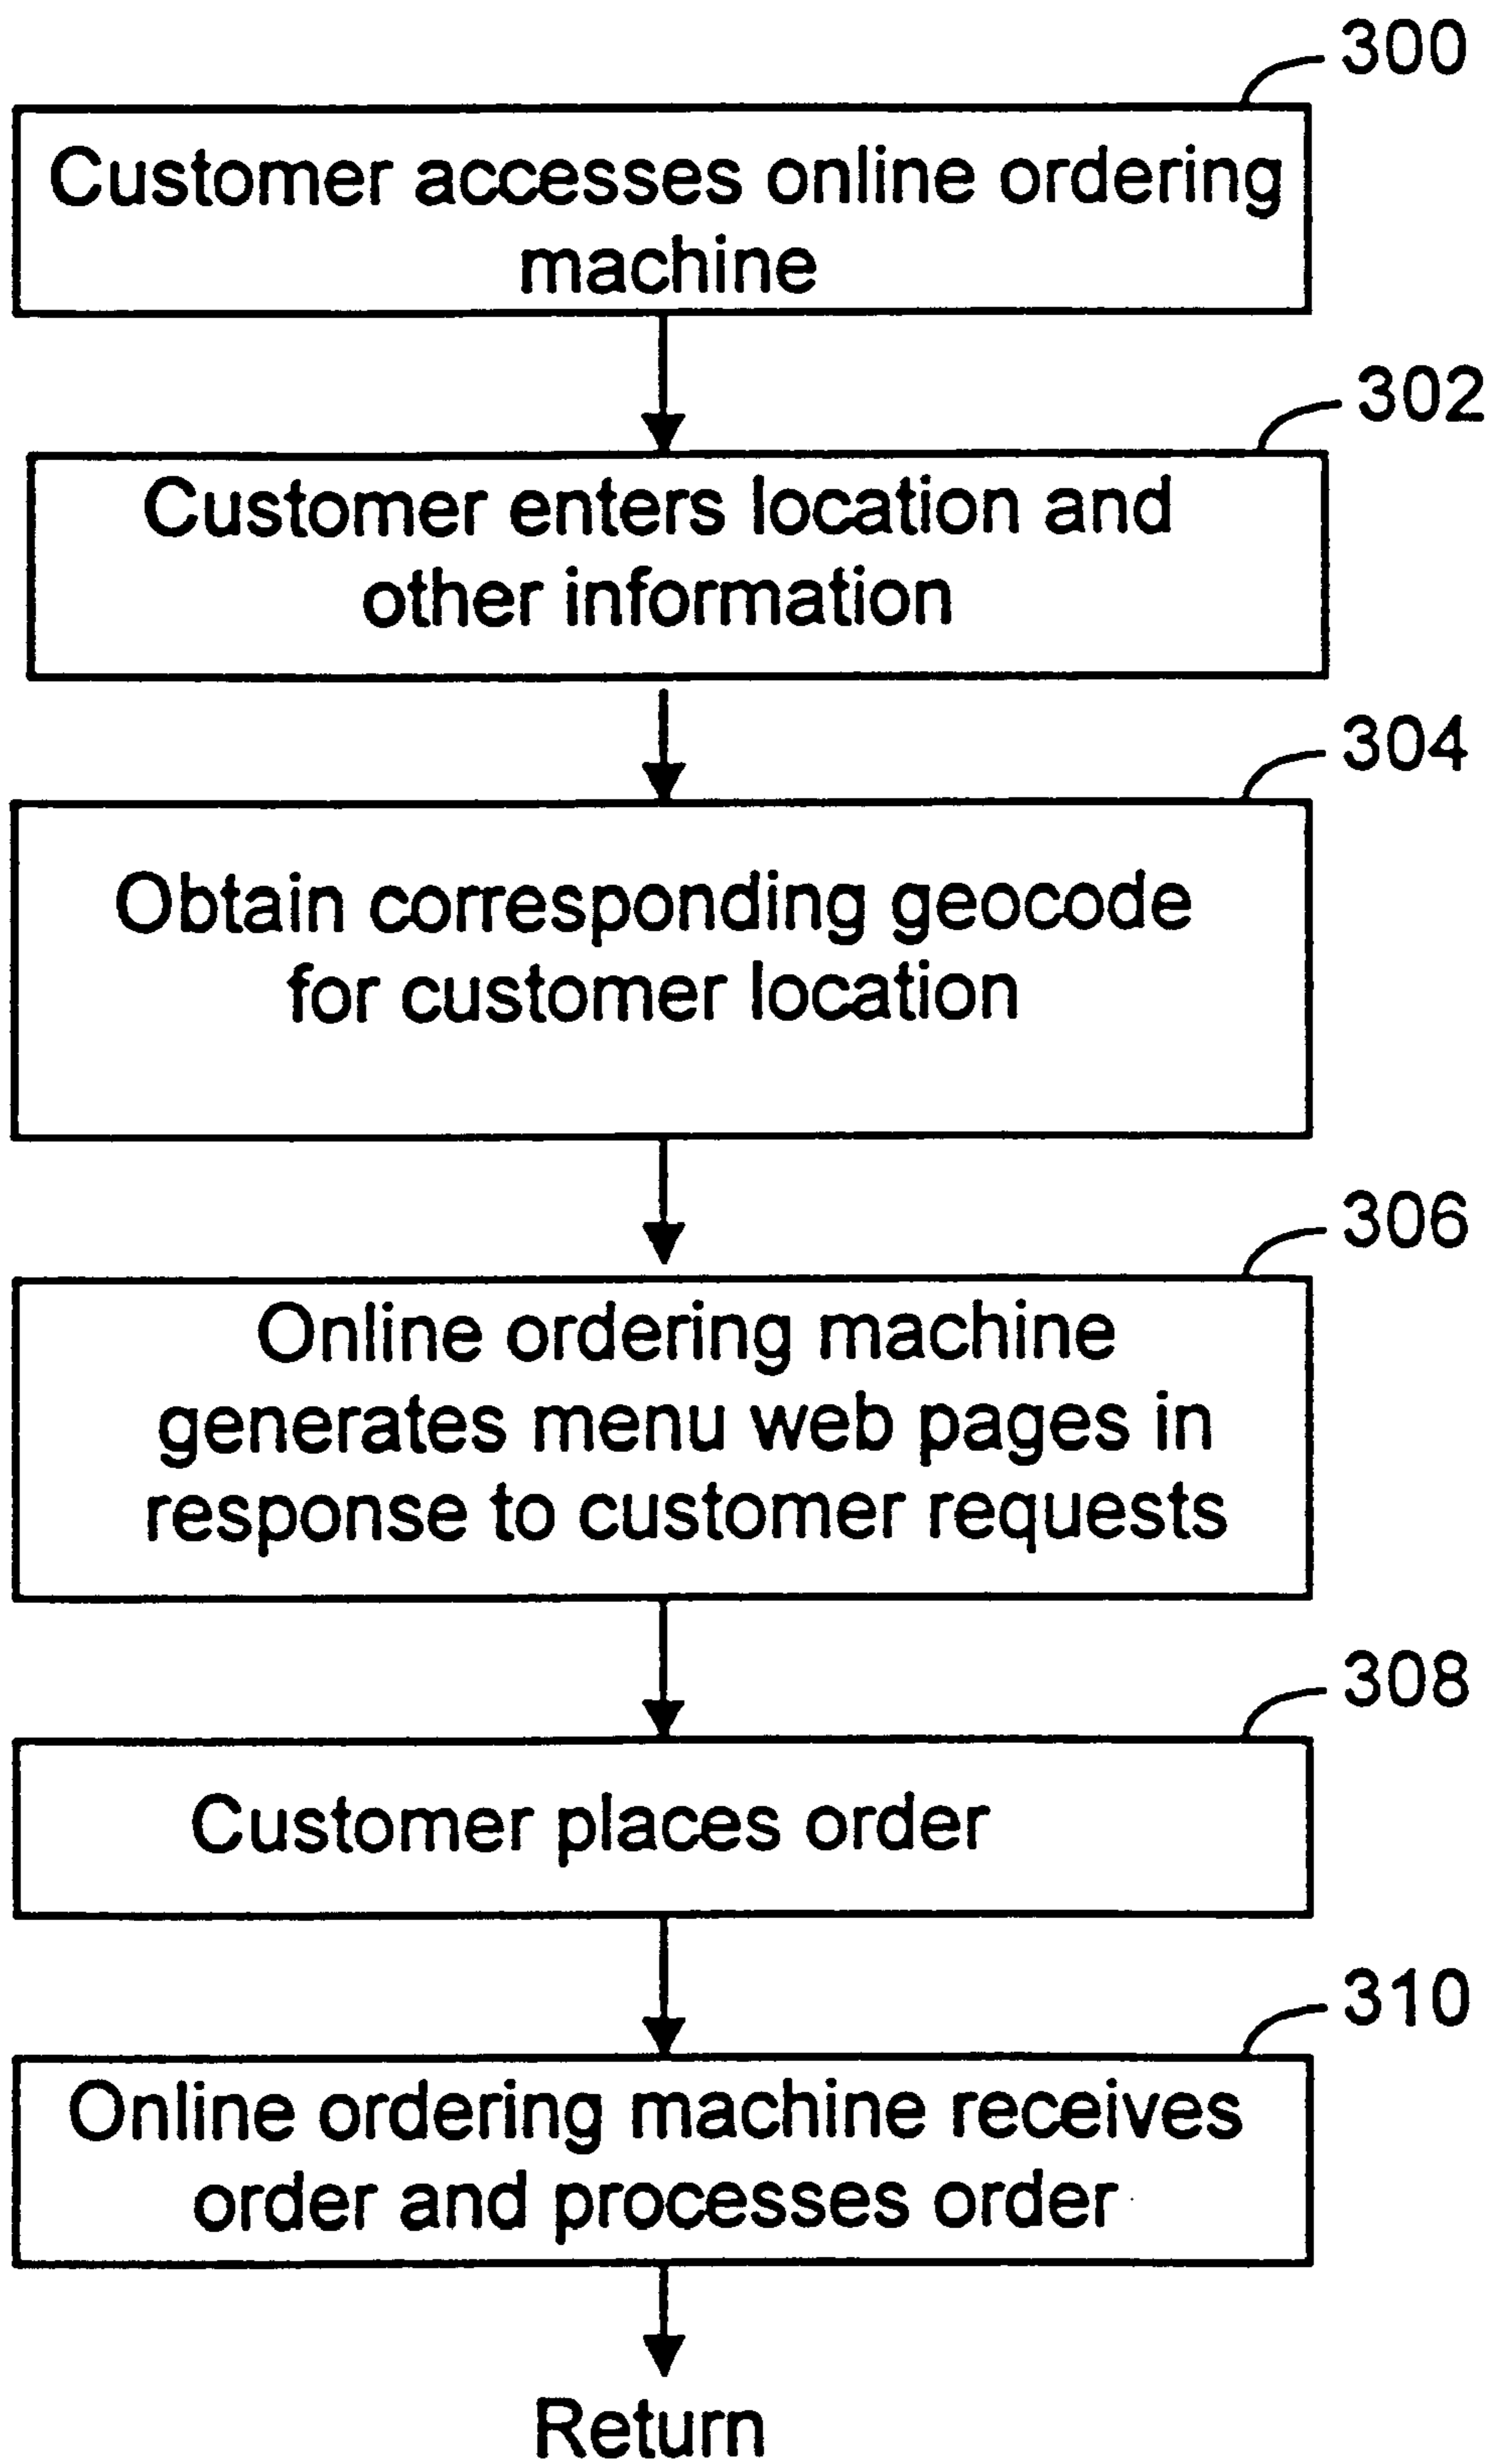 300
Customer accesses online ordering
machine
302
Customer enters location and
other information
304
Obtain corresponding geocode
for customer location
306
Online ordering machine
generates menu web pages in
response to customer requests
308
Customer places order
310
Online ordering machine receives
order and processes order
Return